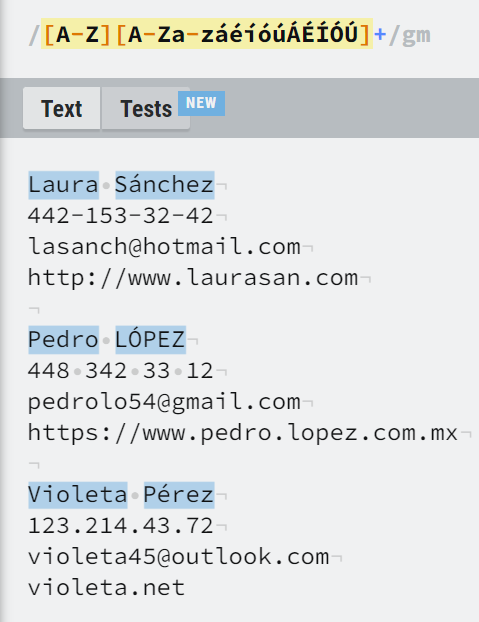 /[A-Z][A-Za-záéíóúÁÉÍÓÚ]+/gm
Text Tests NEW
Laura•Sánchez¬
442-153-32-42¬
lasanch@hotmail.com¬
http://www.laurasan.com¬
¬
Pedro•LÓPEZ¬
448•342•33•12¬
pedrolo54@gmail.com¬
https://www.pedro.lopez.com.mx¬
¬
Violeta•Pérez¬
123.214.43.72¬
violeta45@outlook.com¬
violeta.net